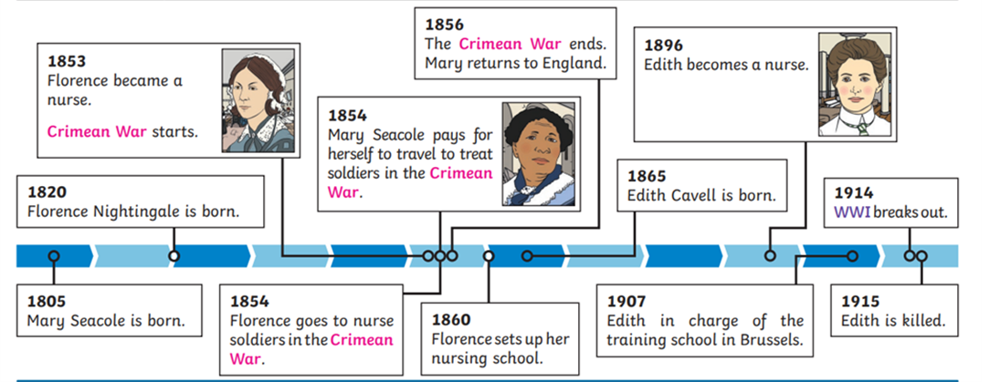 1853
Florence became a
nurse.
Crimean War starts.
1856
The Crimean War ends.
Mary returns to England.
1896
Edith becomes a nurse.
1854
Mary Seacole pays for
herself to travel to treat
soldiers in the Crimean
War.
1820
Florence Nightingale is born.
1865
Edith Cavell is born.
1914
WWI breaks out.
1805
Mary Seacole is born.
1854
Florence goes to nurse
soldiers in the Crimean
War.
1860
Florence sets up her
nursing school.
1907
Edith in charge of the
training school in Brussels.
1915
Edith is killed.